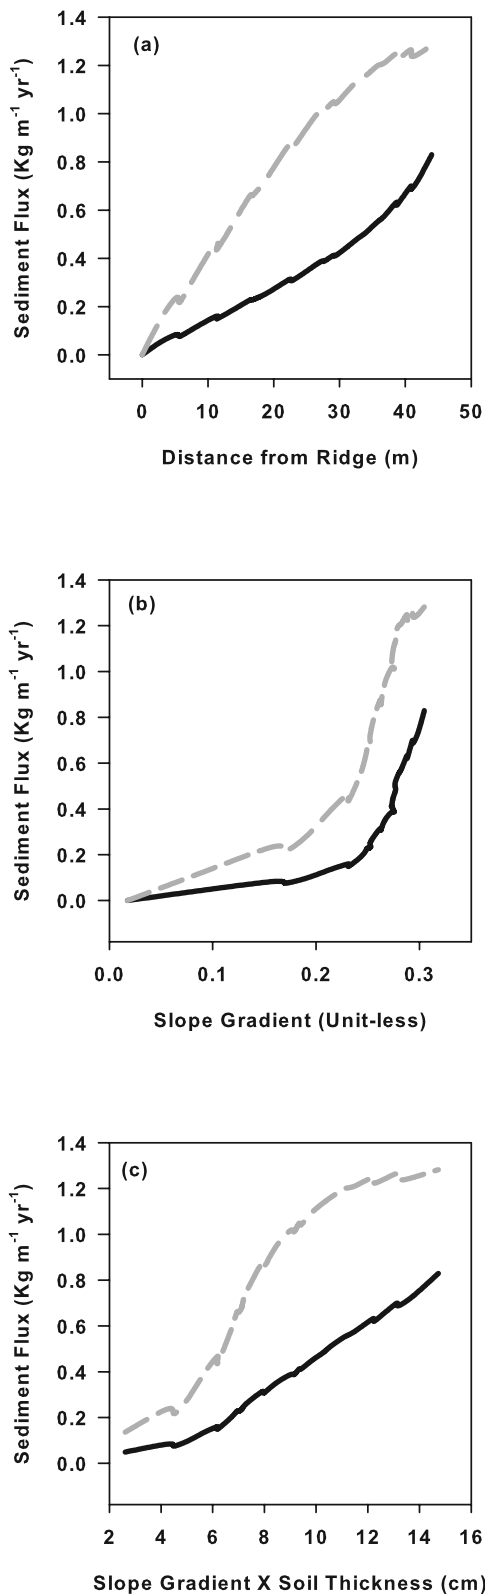 (a)
1.4
1.2
1.0
0.8
0.6
0.4
0.2
0.0
Sediment Flux (Kg m-1 yr-1)
0 10 20 30 40 50
Distance from Ridge (m)
(b)
1.4
1.2
1.0
0.8
0.6
0.4
0.2
0.0
Sediment Flux (Kg m-1 yr-1)
0.0 0.1 0.2 0.3
Slope Gradient (Unit-less)
(c)
1.4
1.2
1.0
0.8
0.6
0.4
0.2
0.0
Sediment Flux (Kg m-1 yr-1)
2 4 6 8 10 12 14 16
Slope Gradient X Soil Thickness (cm)